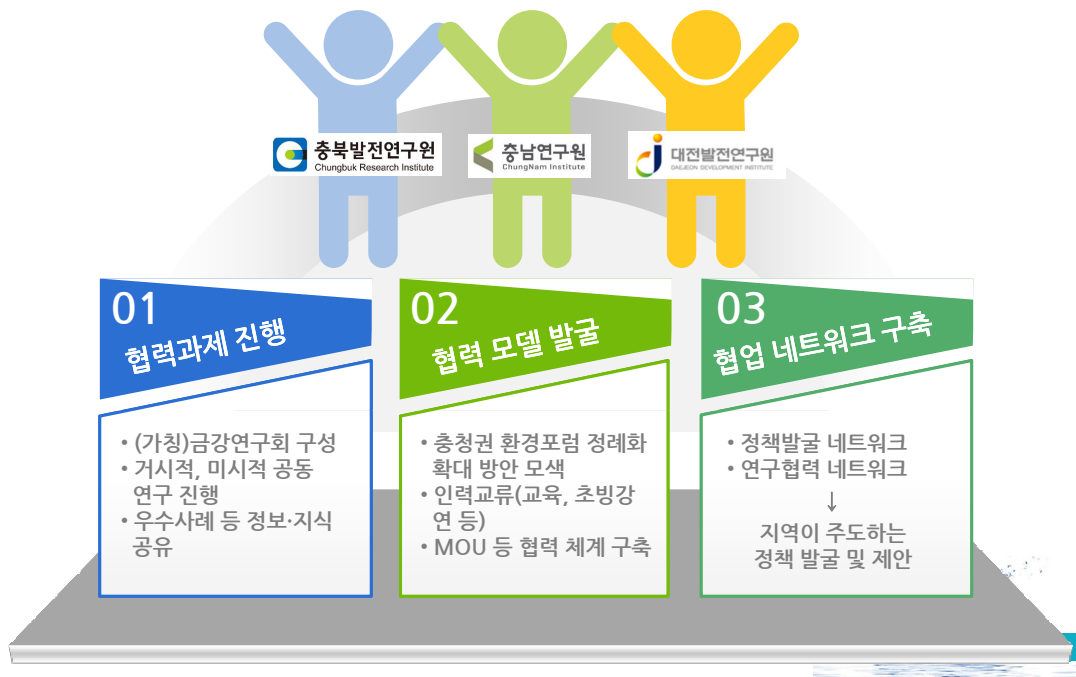 충북발전연구원
Chungbuk Research Institute
충남연구원
ChungNam Institute
대전발전연구원
DAEJEON DEVELOPMENT INSTITUTE
01
협력과제 진행
• (가칭)금강연구회 구성
• 거시적, 미시적 공동
연구 진행
• 우수사례 등 정보·지식
공유
02
협력 모델 발굴
• 충청권 환경포럼 정례화
확대 방안 모색
• 인력교류(교육, 초빙강
연 등)
• MOU 등 협력 체계 구축
03
협업 네트워크 구축
• 정책발굴 네트워크
• 연구협력 네트워크
↓
지역이 주도하는
정책 발굴 및 제안